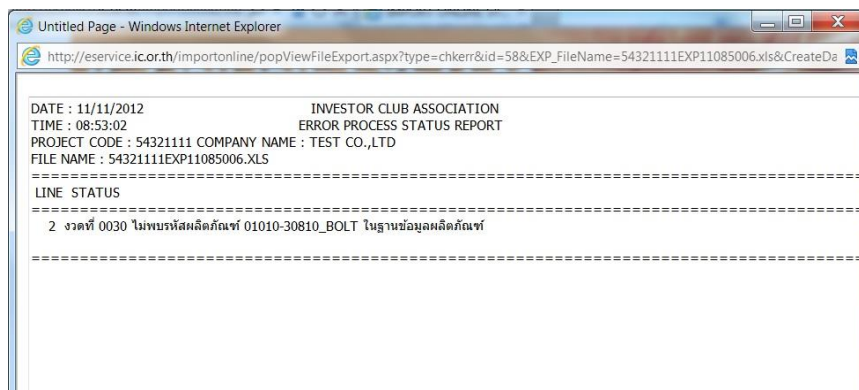 Untitled Page - Windows Internet Explorer
http://eservice.ic.or.th/importonline/popViewFileExport.aspx?type=chkerr&id=58&EXP_FileName=54321111EXP11085006.xls&CreateDa
DATE : 11/11/2012 INVESTOR CLUB ASSOCIATION
TIME : 08:53:02 ERROR PROCESS STATUS REPORT
PROJECT CODE : 54321111 COMPANY NAME : TEST CO.,LTD
FILE NAME : 54321111EXP11085006.XLS
LINE STATUS
2 งวดที่ 0030 ไม่พบรหัสผลิตภัณฑ์ 01010-30810_BOLT ในฐานข้อมูลผลิตภัณฑ์